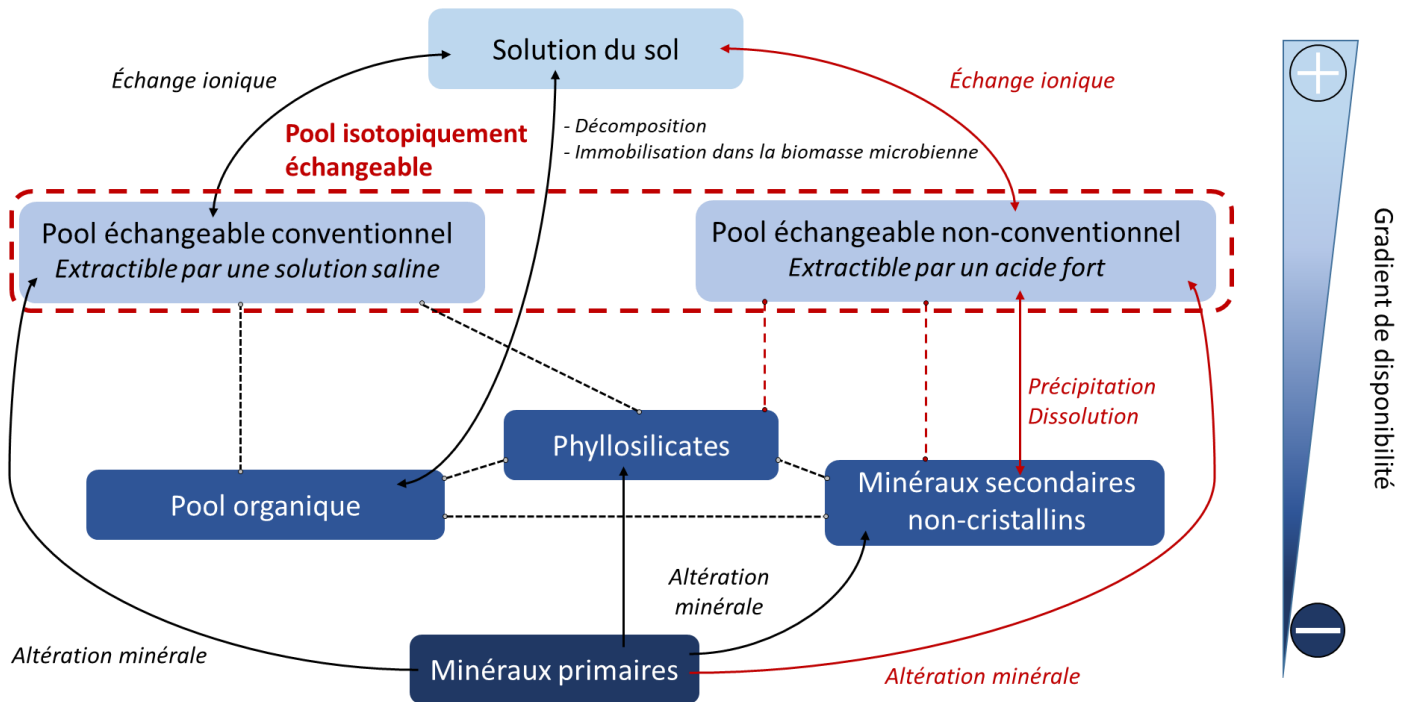 Solution du sol
Échange ionique
Échange ionique
Pool isotopiquement
échangeable
- Décomposition
- Immobilisation dans la biomasse microbienne
Pool échangeable conventionnel
Extractible par une solution saline
Pool échangeable non-conventionnel
Extractible par un acide fort
Gradient de disponibilité
Précipitation
Dissolution
Phyllosilicates
Pool organique
Minéraux secondaires
non-cristallins
Altération
minérale
Altération minérale
Minéraux primaires
Altération minérale